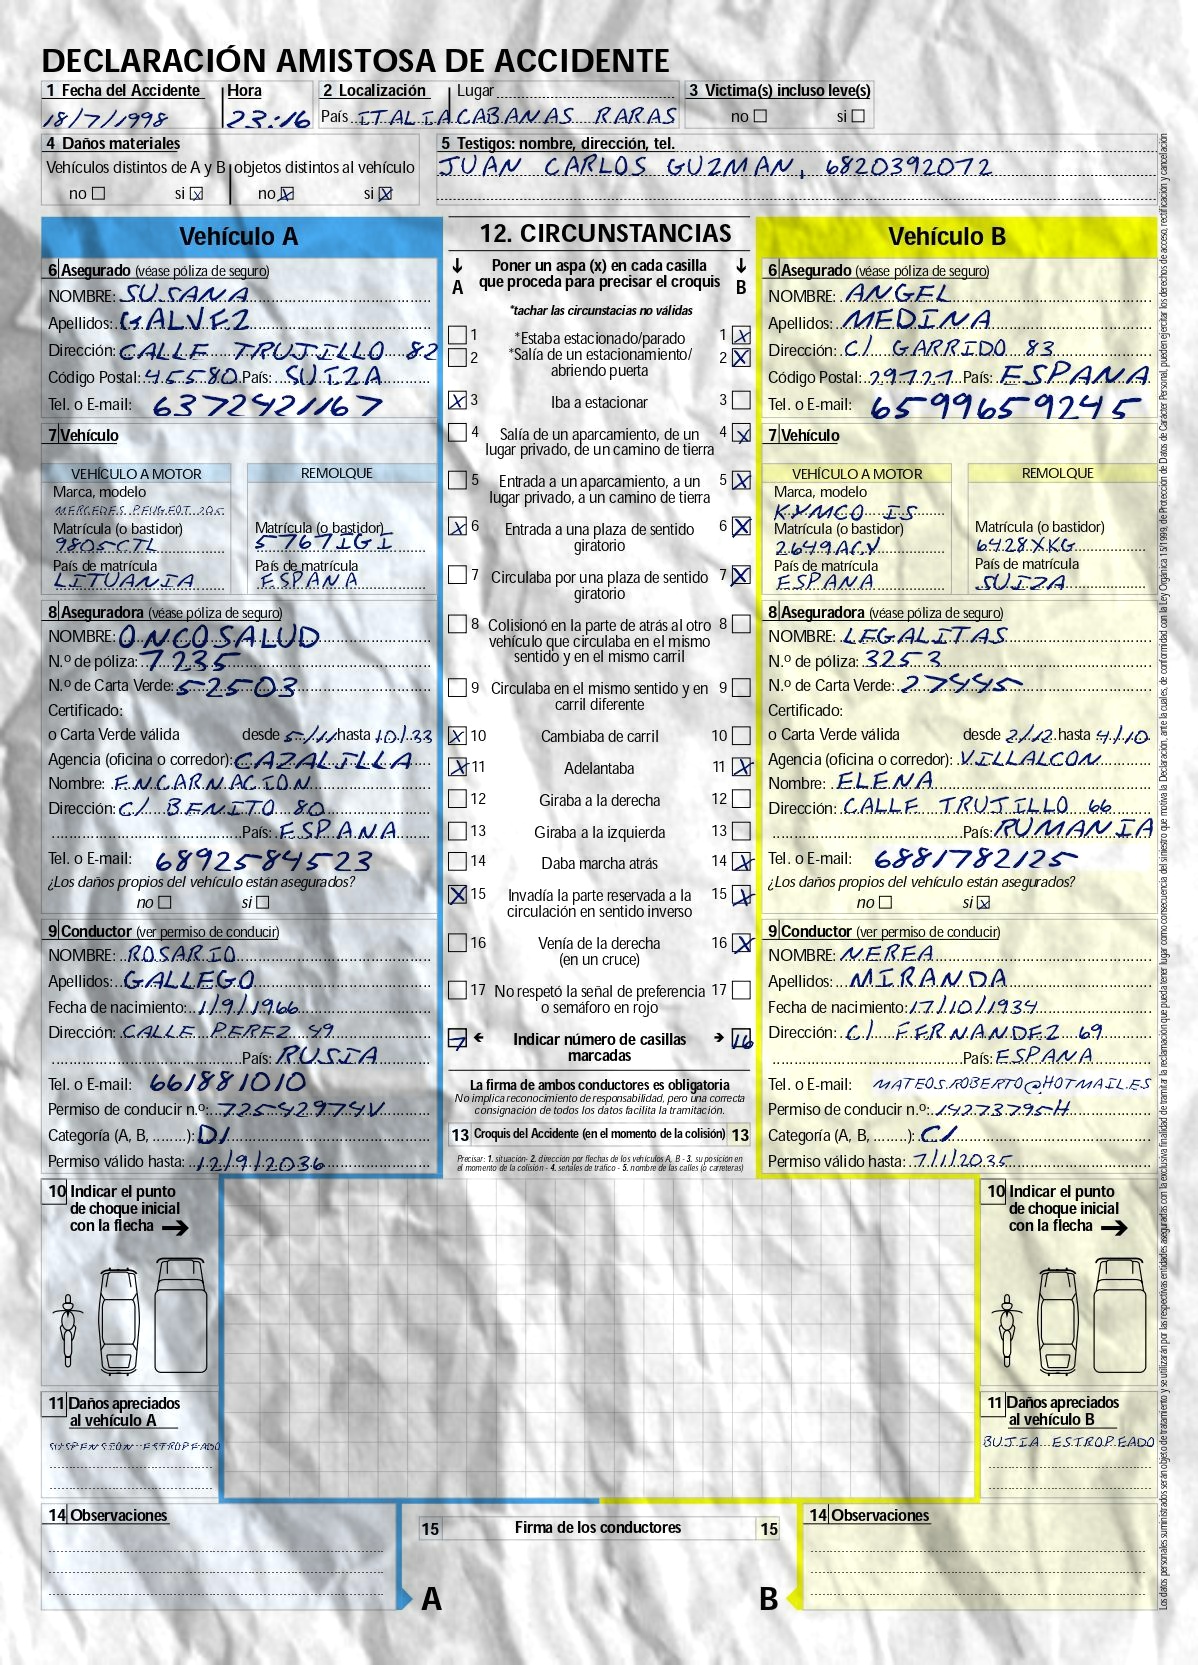 DECLARACIÓN AMISTOSA DE ACCIDENTE
1 Fecha del Accidente
18/7/1998
Hora
23:16
2 Localización
País ITALIA
Lugar
CABANAS RARAS
3 Victima(s) incluso leve(s)
no si
4 Daños materiales
Vehículos distintos de A y B objetos distintos al vehículo
no si X no X si X
5 Testigos: nombre, dirección, tel.
JUAN CARLOS GUZMAN, 6820392072
Vehículo A
6 Asegurado (véase póliza de seguro)
NOMBRE: SUSANA
Apellidos: GALVEZ
Dirección: CALLE TRUJILLO 82
Código Postal: 45580 País: SUIZA
Tel. o E-mail: 6372421167
7 Vehículo
VEHÍCULO A MOTOR
Marca, modelo
MERCEDES PEUGEOT 205
Matrícula (o bastidor)
9805CTL
País de matrícula
LITUANIA
REMOLQUE
Matrícula (o bastidor)
5767IGI
País de matrícula
ESPANA
8 Aseguradora (véase póliza de seguro)
NOMBRE: ONCOSALUD
N.º de póliza: 7235
N.º de Carta Verde: 52503
Certificado:
o Carta Verde válida desde 5/11 hasta 10/33
Agencia (oficina o corredor): CAZALILLA
Nombre: ENCARNACION
Dirección: C/ BENITO 80
País: ESPANA
Tel. o E-mail: 6892584523
¿Los daños propios del vehículo están asegurados?
no si
9 Conductor (ver permiso de conducir)
NOMBRE: ROSARIO
Apellidos: GALLEGO
Fecha de nacimiento: 1/9/1966
Dirección: CALLE PEREZ 49
País: RUSIA
Tel. o E-mail: 661881010
Permiso de conducir n.º: 72542974V
Categoría (A, B, ........): D1
Permiso válido hasta: 12/9/2036
12. CIRCUNSTANCIAS
A Poner un aspa (x) en cada casilla que proceda para precisar el croquis B
*tachar las circunstacias no válidas
1 *Estaba estacionado/parado 1 X
2 *Salía de un estacionamiento/ 2 X
abriendo puerta
X 3 Iba a estacionar 3
4 Salía de un aparcamiento, de un 4 X
lugar privado, de un camino de tierra
5 Entrada a un aparcamiento, a un 5 X
lugar privado, a un camino de tierra
X 6 Entrada a una plaza de sentido 6 X
giratorio
7 Circulaba por una plaza de sentido 7 X
giratorio
8 Colisionó en la parte de atrás al otro 8
vehículo que circulaba en el mismo
sentido y en el mismo carril
9 Circulaba en el mismo sentido y en 9
carril diferente
X 10 Cambiaba de carril 10
X 11 Adelantaba 11 X
12 Giraba a la derecha 12
13 Giraba a la izquierda 13
14 Daba marcha atrás 14 X
X 15 Invadía la parte reservada a la 15 X
circulación en sentido inverso
16 Venía de la derecha 16 X
(en un cruce)
17 No respetó la señal de preferencia 17
o semáforo en rojo
7 Indicar número de casillas 16
marcadas
La firma de ambos conductores es obligatoria
No implica reconocimiento de responsabilidad, pero una correcta
consignación de todos los datos facilita la tramitación.
13 Croquis del Accidente (en el momento de la colisión) 13
Precisar: 1. situación- 2. dirección por flechas de los vehículos A, B - 3. su posición en
el momento de la colisión - 4. señales de tráfico - 5. nombre de las calles (o carreteras)
Vehículo B
6 Asegurado (véase póliza de seguro)
NOMBRE: ANGEL
Apellidos: MEDINA
Dirección: C/ GARRIDO 83
Código Postal: 29727 País: ESPANA
Tel. o E-mail: 6599659245
7 Vehículo
VEHÍCULO A MOTOR
Marca, modelo
KYMCO IS
Matrícula (o bastidor)
2649ACV
País de matrícula
ESPANA
REMOLQUE
Matrícula (o bastidor)
6428XKG
País de matrícula
SUIZA
8 Aseguradora (véase póliza de seguro)
NOMBRE: LEGALITAS
N.º de póliza: 3253
N.º de Carta Verde: 27445
Certificado:
o Carta Verde válida desde 2/12 hasta 4/10
Agencia (oficina o corredor): VILLALCON
Nombre: ELENA
Dirección: CALLE TRUJILLO 66
País: RUMANIA
Tel. o E-mail: 6881782125
¿Los daños propios del vehículo están asegurados?
no si X
9 Conductor (ver permiso de conducir)
NOMBRE: NEREA
Apellidos: MIRANDA
Fecha de nacimiento: 17/10/1934
Dirección: C/ FERNANDEZ 69
País: ESPANA
Tel. o E-mail: MATEOS.ROBERTO@HOTMAIL.ES
Permiso de conducir n.º: 14273795H
Categoría (A, B, ........): C1
Permiso válido hasta: 7/1/2035
10 Indicar el punto
de choque inicial
con la flecha
11 Daños apreciados
al vehículo A
SUSPENSION ESTROPEADO
10 Indicar el punto
de choque inicial
con la flecha
11 Daños apreciados
al vehículo B
BUJIA ESTROPEADO
14 Observaciones
15 Firma de los conductores 15
A B
14 Observaciones
Los datos personales suministrados serán objeto de tratamiento y se utilizarán por las respectivas entidades aseguradas con la exclusiva finalidad de tramitar la reclamación que pueda tener lugar como consecuencia del siniestro que motiva la Declaración, ante la cuales, de conformidad con la Ley Orgánica 15/1999, de Protección de Datos de Carácter Personal, pueden ejercitar los derechos de acceso, rectificación y cancelación